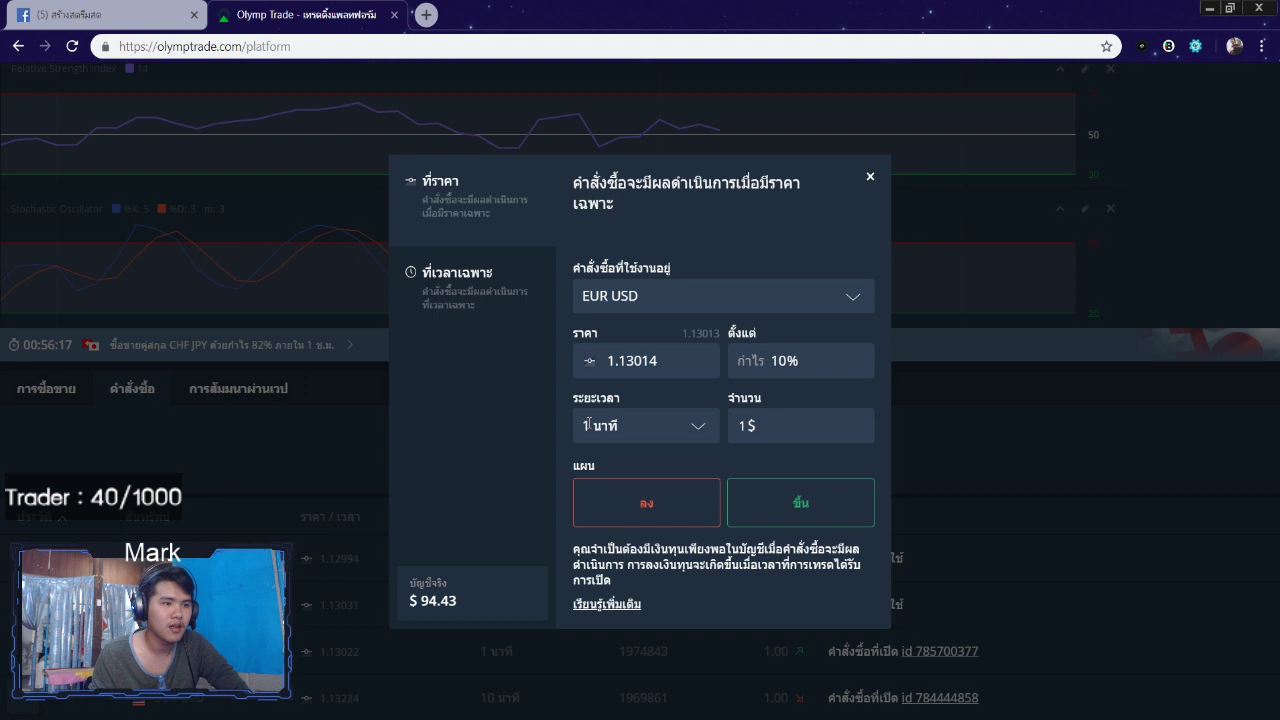 (5) สร้างสตรีมสด
Olymp Trade - เทรดดิ้งแพลทฟอร์ม
https://olymptrade.com/platform
Relative Strength Index 14
50
30
Stochastic Oscillator %K: 5 %D: 3 m: 3
20
00:56:17 ซื้อขายคู่สกุล CHF JPY ด้วยกำไร 82% ภายใน 1 ช.ม.
การซื้อขาย คำสั่งซื้อ การสัมมนาผ่านเวป
ที่ราคา
คำสั่งซื้อจะมีผลดำเนินการ
เมื่อมีราคาเฉพาะ
ที่เวลาเฉพาะ
คำสั่งซื้อจะมีผลดำเนินการ
ที่เวลาเฉพาะ
บัญชีจริง
$ 94.43
คำสั่งซื้อจะมีผลดำเนินการเมื่อมีราคา
เฉพาะ
คำสั่งซื้อที่ใช้งานอยู่
EUR USD
ราคา 1.13013 ตั้งแต่
1.13014 กำไร 10%
ระยะเวลา จำนวน
1 นาที 1 $
แผน
ลง ขึ้น
คุณจำเป็นต้องมีเงินทุนเพียงพอในบัญชีเมื่อคำสั่งซื้อจะมีผล
ดำเนินการ การลงเงินทุนจะเกิดขึ้นเมื่อเวลาที่การเทรดได้รับ
การเปิด
เรียนรู้เพิ่มเติม
Trader : 40/1000
ราคา / เวลา
Mark
1.12994
1.13031
1.13022 1 นาที 1974843 1.00 คำสั่งซื้อที่เปิด id 785700377
1.13224 10 นาที 1969861 1.00 คำสั่งซื้อที่เปิด id 784444858